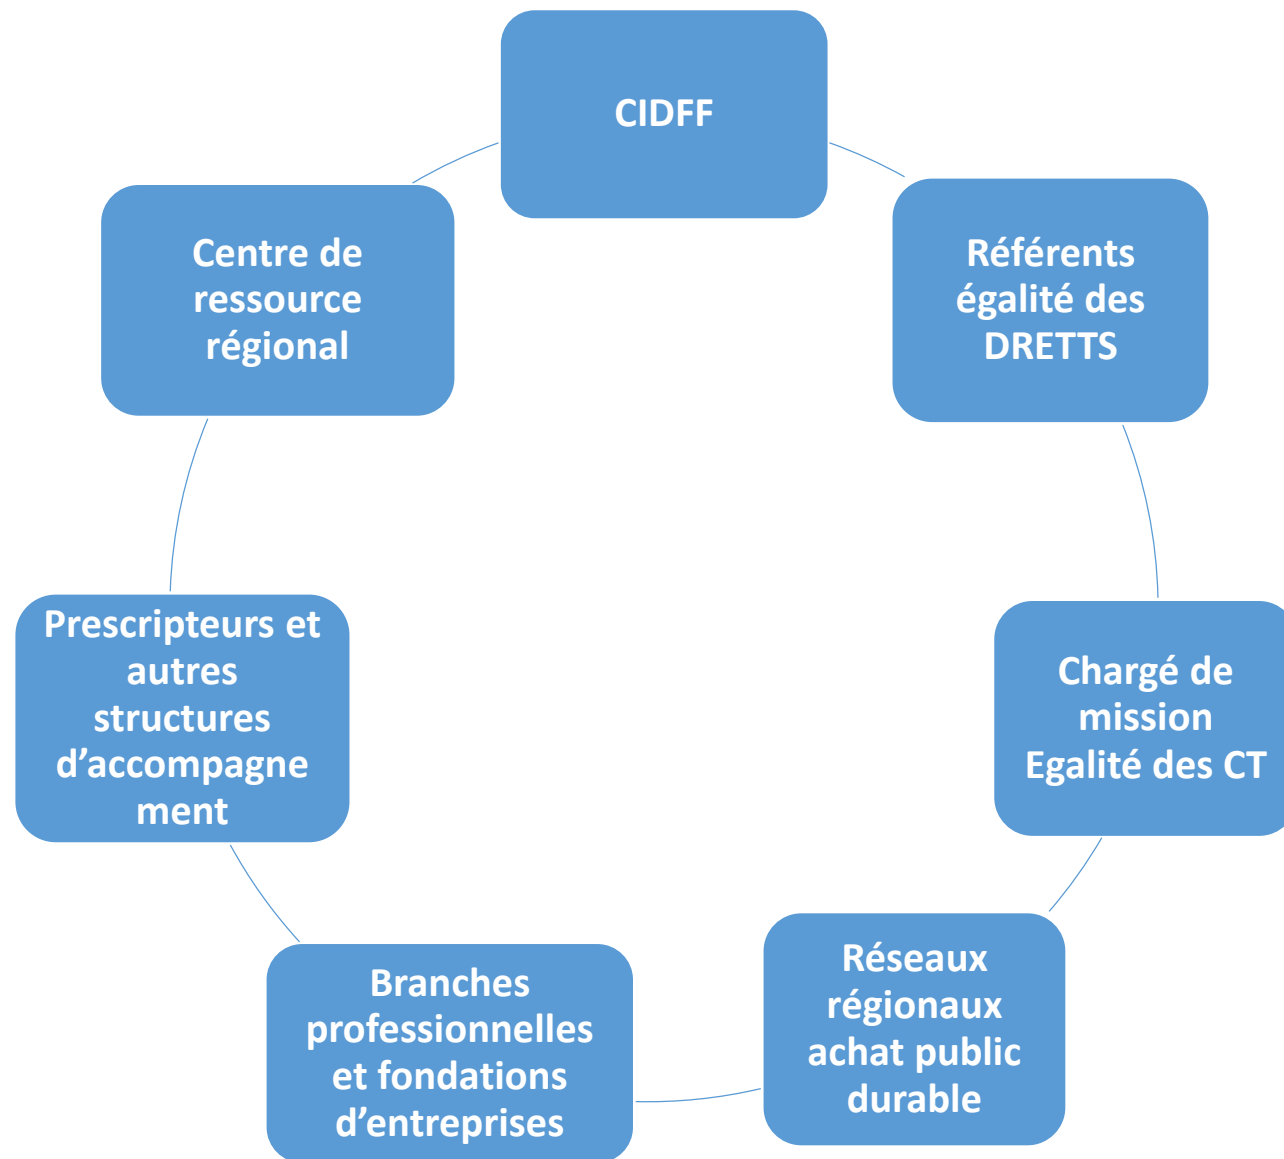 CIDFF
Référents
égalité des
DRETTS
Chargé de
mission
Egalité des CT
Réseaux
régionaux
achat public
durable
Branches
professionnelles
et fondations
d’entreprises
Prescripteurs et
autres
structures
d’accompagne
ment
Centre de
ressource
régional